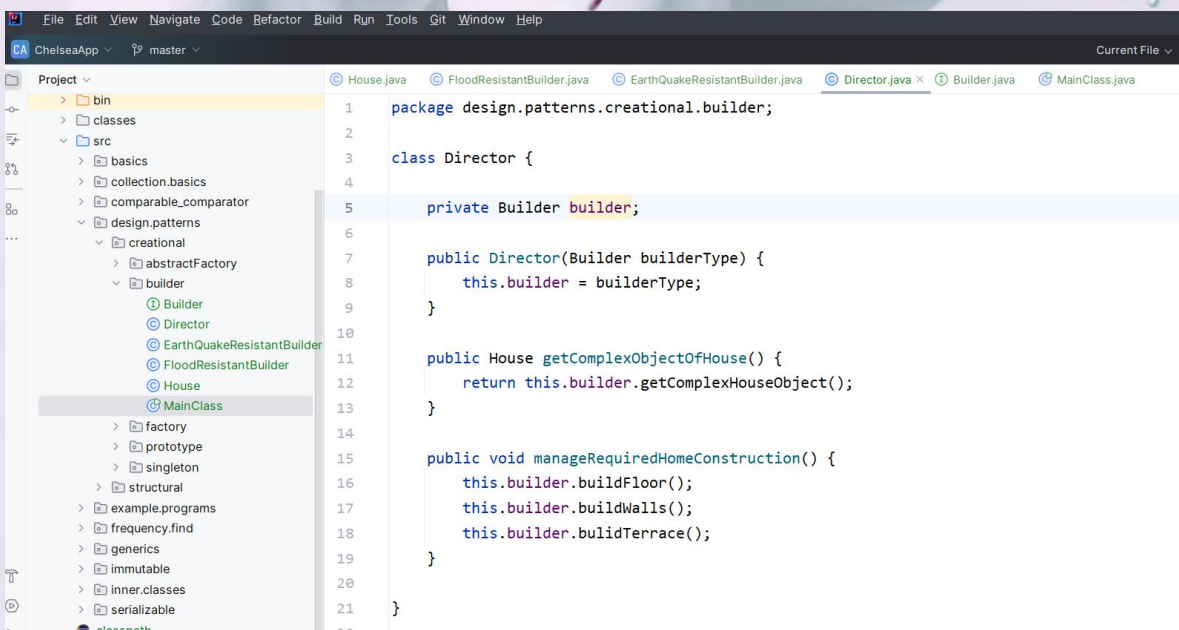 File Edit View Navigate Code Refactor Build Run Tools Git Window Help
CA ChelseaApp master Current File
Project
bin
classes
src
basics
collection.basics
comparable_comparator
design.patterns
creational
abstractFactory
builder
Builder
Director
EarthQuakeResistantBuilder
FloodResistantBuilder
House
MainClass
factory
prototype
singleton
structural
example.programs
frequency.find
generics
immutable
inner.classes
serializable
.classpath
House.java FloodResistantBuilder.java EarthQuakeResistantBuilder.java Director.java × Builder.java MainClass.java
1 package design.patterns.creational.builder;
2
3 class Director {
4
5 private Builder builder;
6
7 public Director(Builder builderType) {
8 this.builder = builderType;
9 }
10
11 public House getComplexObjectOfHouse() {
12 return this.builder.getComplexHouseObject();
13 }
14
15 public void manageRequiredHomeConstruction() {
16 this.builder.buildFloor();
17 this.builder.buildWalls();
18 this.builder.bulidTerrace();
19 }
20
21 }